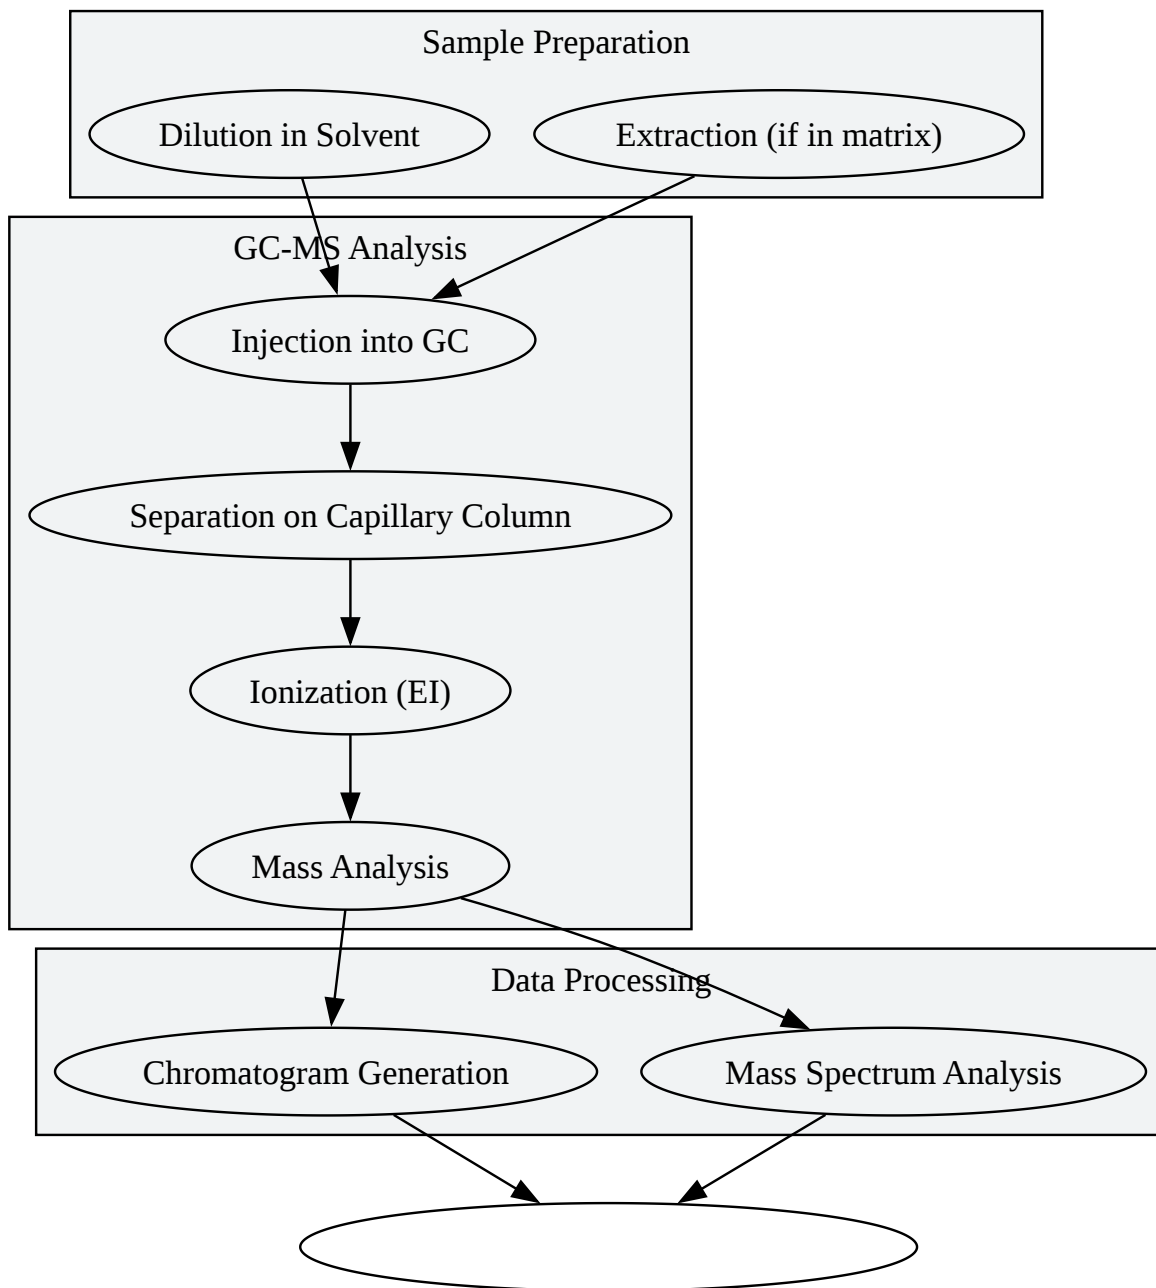 Sample Preparation
Dilution in Solvent
Extraction (if in matrix)
GC-MS Analysis
Injection into GC
Separation on Capillary Column
Ionization (EI)
Mass Analysis
Data Processing
Chromatogram Generation
Mass Spectrum Analysis